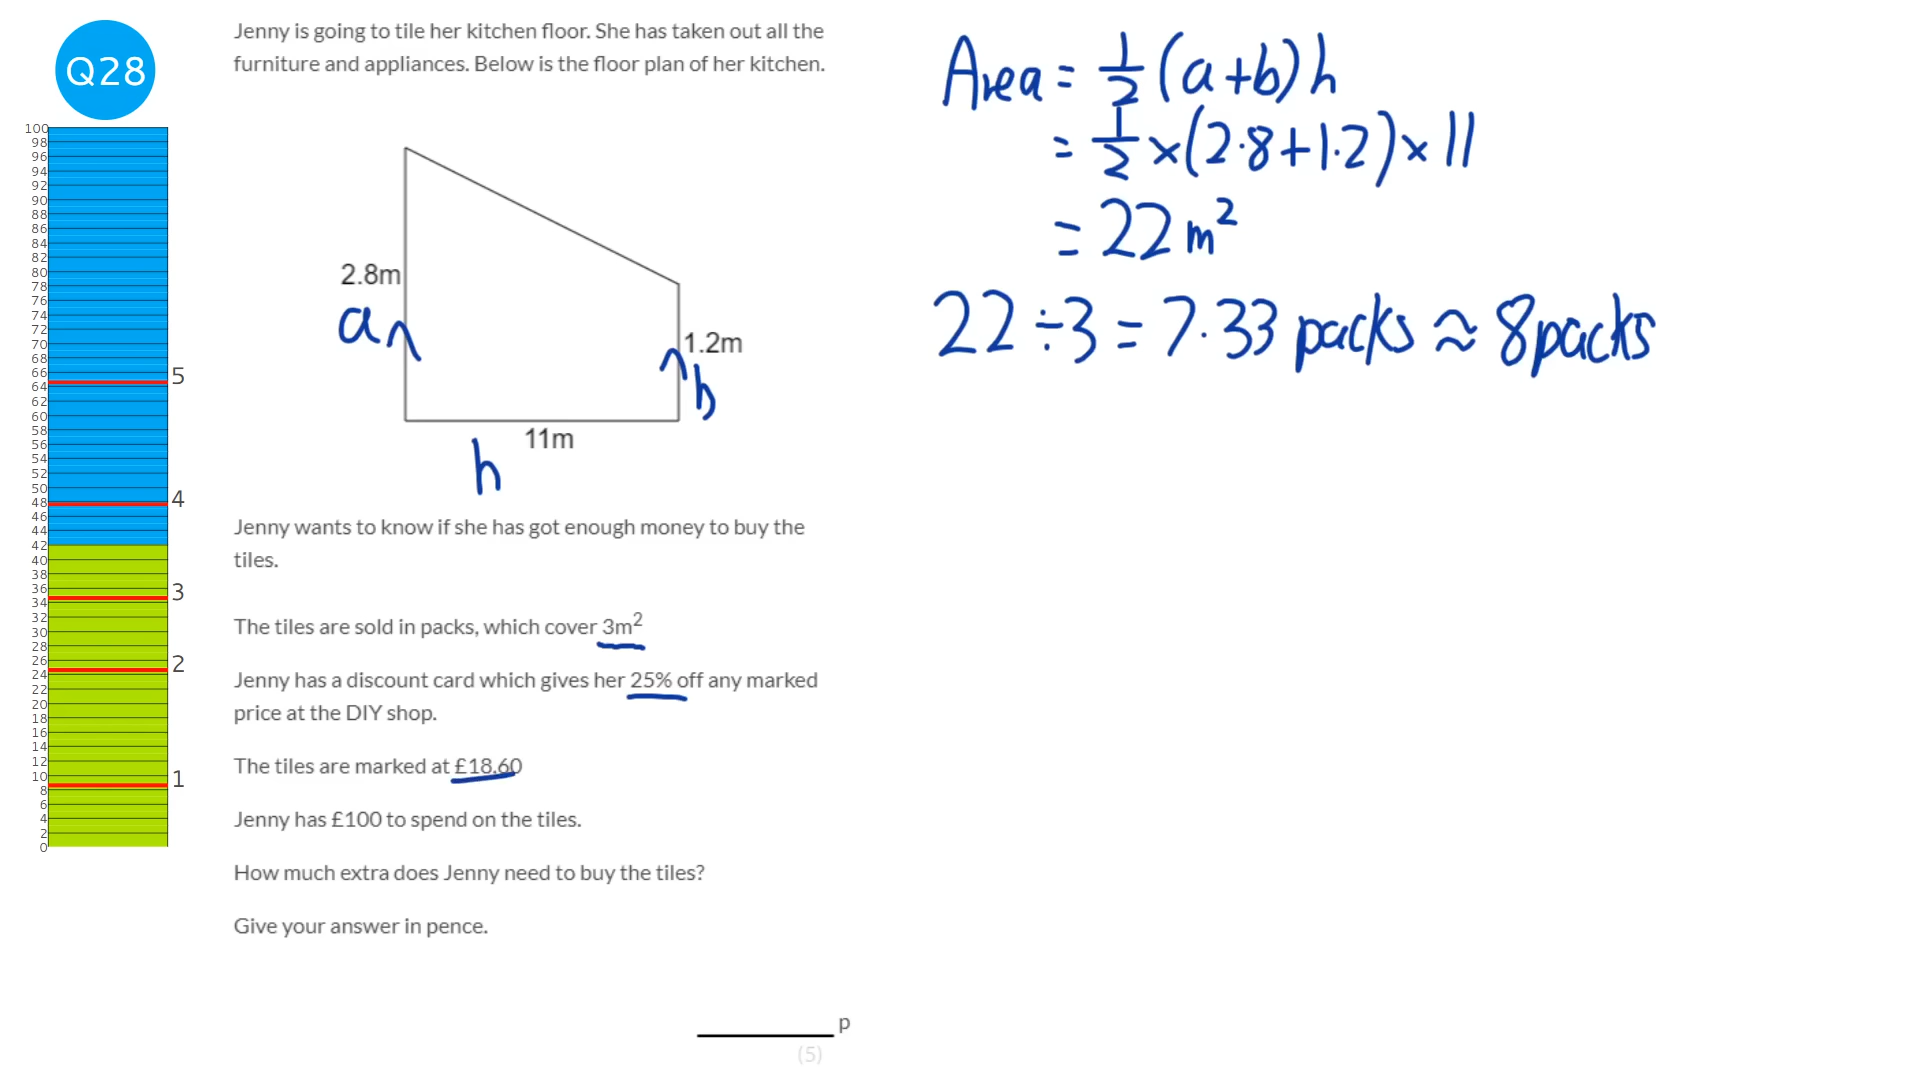 Q28
Jenny is going to tile her kitchen floor. She has taken out all the
furniture and appliances. Below is the floor plan of her kitchen.
2.8m
a
1.2m
b
11m
h
Jenny wants to know if she has got enough money to buy the
tiles.
The tiles are sold in packs, which cover 3m²
Jenny has a discount card which gives her 25% off any marked
price at the DIY shop.
The tiles are marked at £18.60
Jenny has £100 to spend on the tiles.
How much extra does Jenny need to buy the tiles?
Give your answer in pence.
p
(5)
100
98
96
94
92
90
88
86
84
82
80
78
76
74
72
70
68
66
64
62
60
58
56
54
52
50
48
46
44
42
40
38
36
34
32
30
28
26
24
22
20
18
16
14
12
10
8
6
4
2
0
5
4
3
2
1
Area = 1/2 (a+b) h
= 1/2 × (2.8+1.2) × 11
= 22 m²
22 ÷ 3 = 7.33 packs ≈ 8 packs